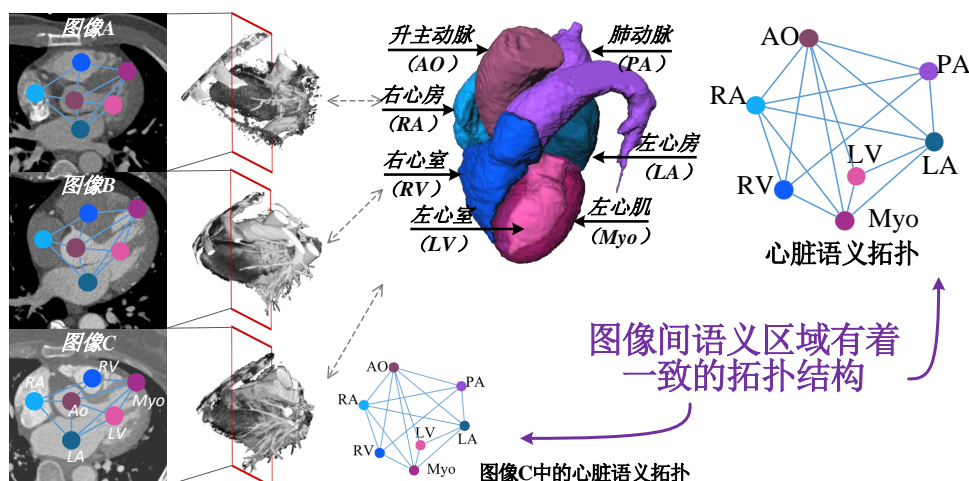 图像A
图像B
图像C
RA
RV
Ao
Myo
LV
LA
升主动脉
（AO）
右心房
（RA）
右心室
（RV）
左心室
（LV）
肺动脉
（PA）
左心房
（LA）
左心肌
（Myo）
AO
PA
RA
LV
LA
RV
Myo
心脏语义拓扑
图像间语义区域有着
一致的拓扑结构
AO
PA
RA
LV
LA
RV
Myo
图像C中的心脏语义拓扑